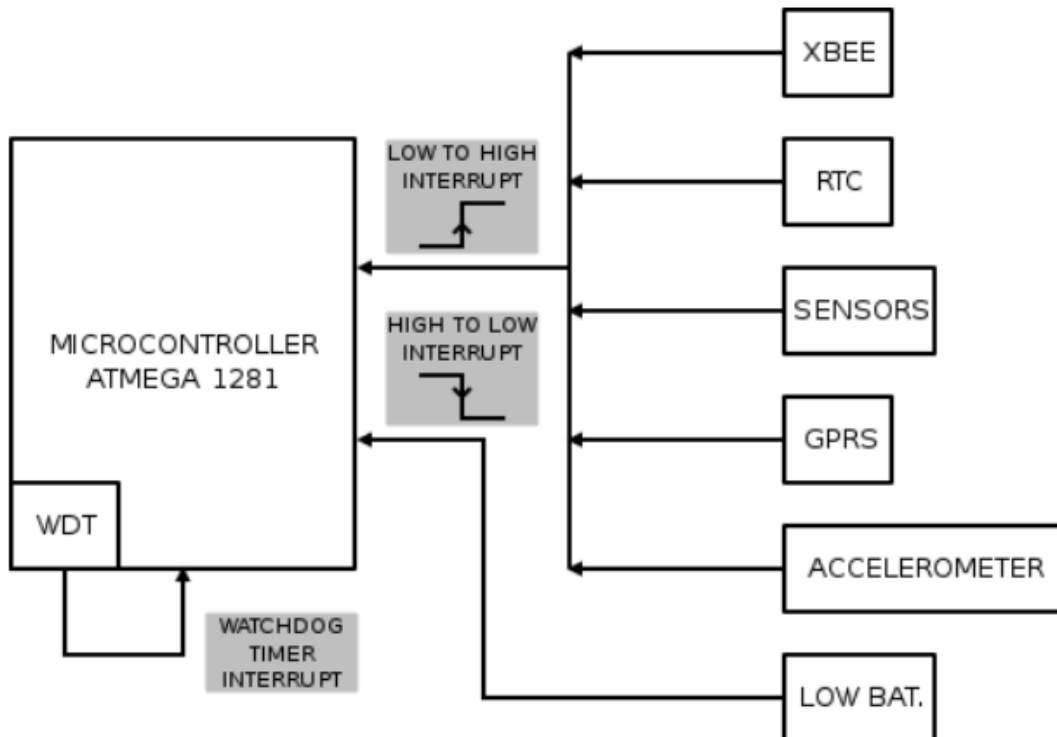 XBEE
LOW TO HIGH
INTERRUPT
RTC
SENSORS
HIGH TO LOW
INTERRUPT
MICROCONTROLLER
ATMEGA 1281
GPRS
WDT
ACCELEROMETER
WATCHDOG
TIMER
INTERRUPT
LOW BAT.